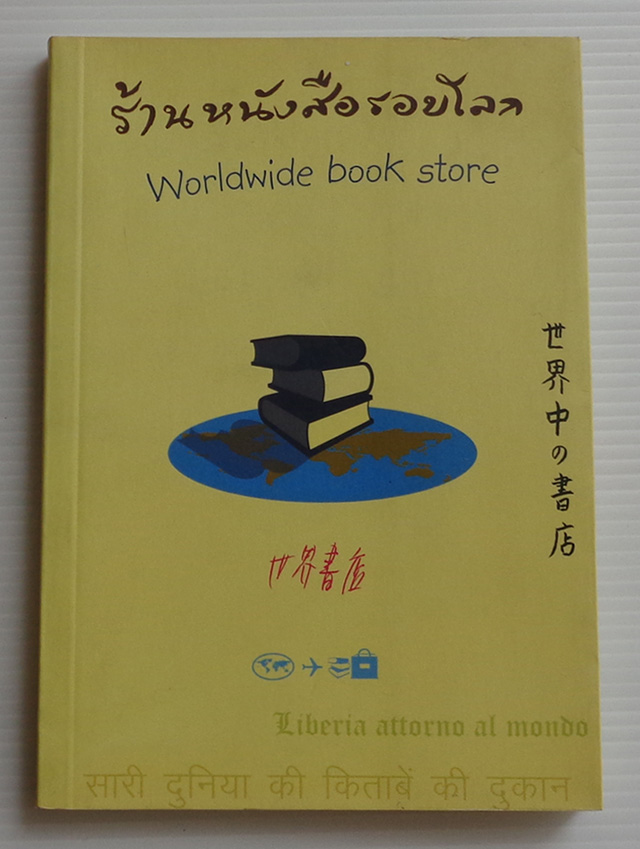 ร้านหนังสือรอบโลก
Worldwide book store
世界中の書店
世界書店
Liberia attorno al mondo
सारी दुनिया की किताबें की दुकान